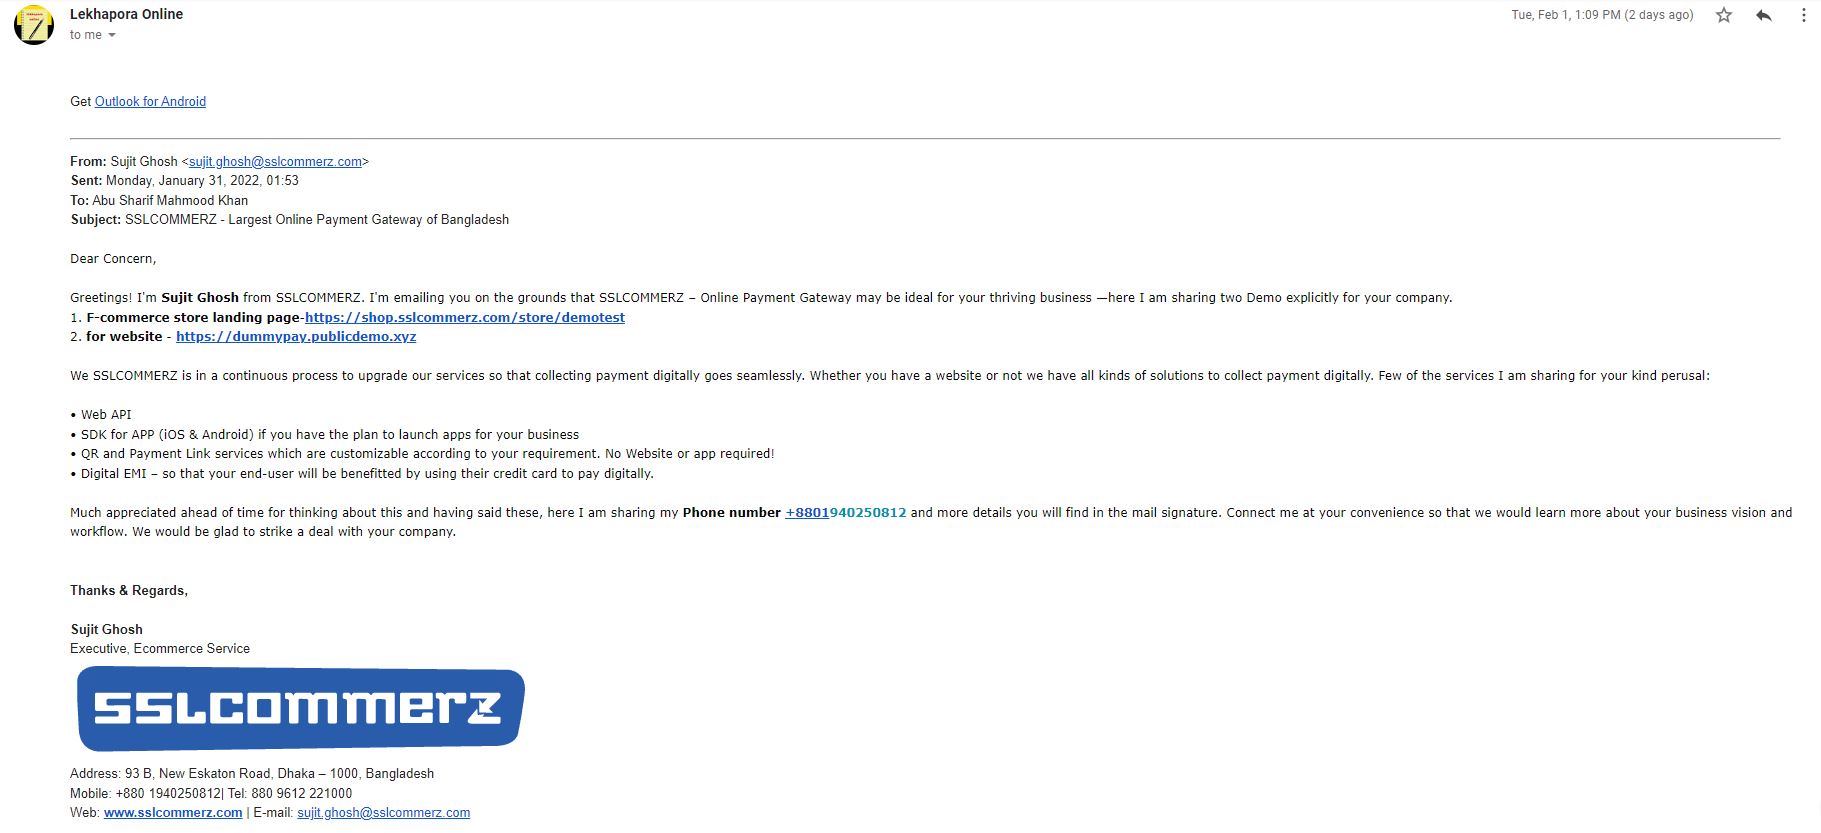 Lekhapora Online
Tue, Feb 1, 1:09 PM (2 days ago)
to me
Get Outlook for Android
From: Sujit Ghosh <sujit.ghosh@sslcommerz.com>
Sent: Monday, January 31, 2022, 01:53
To: Abu Sharif Mahmood Khan
Subject: SSLCOMMERZ - Largest Online Payment Gateway of Bangladesh
Dear Concern,
Greetings! I'm Sujit Ghosh from SSLCOMMERZ. I'm emailing you on the grounds that SSLCOMMERZ – Online Payment Gateway may be ideal for your thriving business —here I am sharing two Demo explicitly for your company.
1. F-commerce store landing page-https://shop.sslcommerz.com/store/demotest
2. for website - https://dummypay.publicdemo.xyz
We SSLCOMMERZ is in a continuous process to upgrade our services so that collecting payment digitally goes seamlessly. Whether you have a website or not we have all kinds of solutions to collect payment digitally. Few of the services I am sharing for your kind perusal:
• Web API
• SDK for APP (iOS & Android) if you have the plan to launch apps for your business
• QR and Payment Link services which are customizable according to your requirement. No Website or app required!
• Digital EMI – so that your end-user will be benefitted by using their credit card to pay digitally.
Much appreciated ahead of time for thinking about this and having said these, here I am sharing my Phone number +8801940250812 and more details you will find in the mail signature. Connect me at your convenience so that we would learn more about your business vision and
workflow. We would be glad to strike a deal with your company.
Thanks & Regards,
Sujit Ghosh
Executive, Ecommerce Service
SSLCOMMERZ
Address: 93 B, New Eskaton Road, Dhaka – 1000, Bangladesh
Mobile: +880 1940250812| Tel: 880 9612 221000
Web: www.sslcommerz.com | E-mail: sujit.ghosh@sslcommerz.com